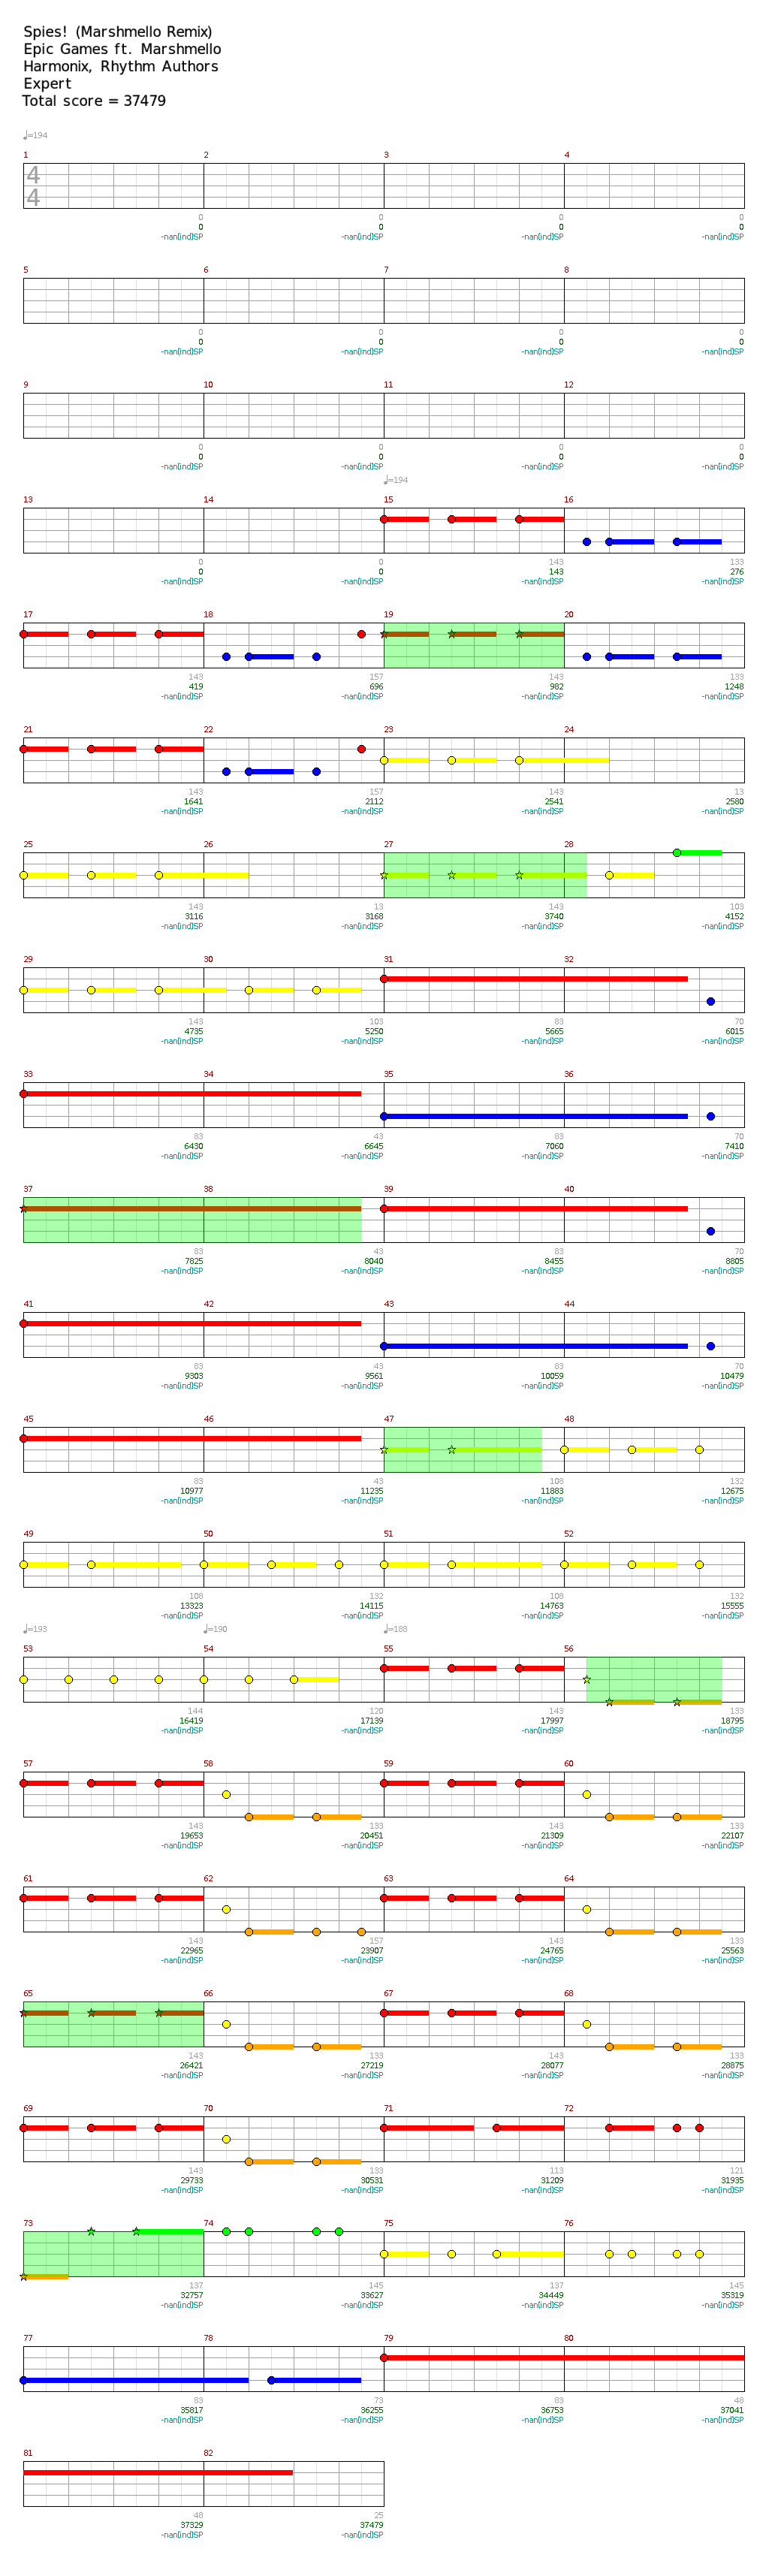 Spies! (Marshmello Remix)
Epic Games ft. Marshmello
Harmonix, Rhythm Authors
Expert
Total score = 37479
♩=194
1 2 3 4
4
4
0 0 0 0
0 0 0 0
-nan(ind)SP -nan(ind)SP -nan(ind)SP -nan(ind)SP
5 6 7 8
0 0 0 0
0 0 0 0
-nan(ind)SP -nan(ind)SP -nan(ind)SP -nan(ind)SP
9 10 11 12
0 0 0 0
0 0 0 0
-nan(ind)SP -nan(ind)SP -nan(ind)SP -nan(ind)SP
♩=194
13 14 15 16
0 0 143 133
0 0 143 276
-nan(ind)SP -nan(ind)SP -nan(ind)SP -nan(ind)SP
17 18 19 20
143 157 143 133
419 696 982 1248
-nan(ind)SP -nan(ind)SP -nan(ind)SP -nan(ind)SP
21 22 23 24
143 157 143 13
1641 2112 2541 2580
-nan(ind)SP -nan(ind)SP -nan(ind)SP -nan(ind)SP
25 26 27 28
143 13 143 103
3116 3168 3740 4152
-nan(ind)SP -nan(ind)SP -nan(ind)SP -nan(ind)SP
29 30 31 32
143 103 83 70
4735 5250 5665 6015
-nan(ind)SP -nan(ind)SP -nan(ind)SP -nan(ind)SP
33 34 35 36
83 43 83 70
6430 6645 7060 7410
-nan(ind)SP -nan(ind)SP -nan(ind)SP -nan(ind)SP
37 38 39 40
83 43 83 70
7825 8040 8455 8805
-nan(ind)SP -nan(ind)SP -nan(ind)SP -nan(ind)SP
41 42 43 44
83 43 83 70
9303 9561 10059 10479
-nan(ind)SP -nan(ind)SP -nan(ind)SP -nan(ind)SP
45 46 47 48
83 43 108 132
10977 11235 11883 12675
-nan(ind)SP -nan(ind)SP -nan(ind)SP -nan(ind)SP
49 50 51 52
108 132 108 132
13323 14115 14763 15555
-nan(ind)SP -nan(ind)SP -nan(ind)SP -nan(ind)SP
♩=193 ♩=190 ♩=188
53 54 55 56
144 120 143 133
16419 17139 17997 18795
-nan(ind)SP -nan(ind)SP -nan(ind)SP -nan(ind)SP
57 58 59 60
143 133 143 133
19653 20451 21309 22107
-nan(ind)SP -nan(ind)SP -nan(ind)SP -nan(ind)SP
61 62 63 64
143 157 143 133
22965 23907 24765 25563
-nan(ind)SP -nan(ind)SP -nan(ind)SP -nan(ind)SP
65 66 67 68
143 133 143 133
26421 27219 28077 28875
-nan(ind)SP -nan(ind)SP -nan(ind)SP -nan(ind)SP
69 70 71 72
143 133 113 121
29733 30531 31209 31935
-nan(ind)SP -nan(ind)SP -nan(ind)SP -nan(ind)SP
73 74 75 76
137 145 137 145
32757 33627 34449 35319
-nan(ind)SP -nan(ind)SP -nan(ind)SP -nan(ind)SP
77 78 79 80
83 73 83 48
35817 36255 36753 37041
-nan(ind)SP -nan(ind)SP -nan(ind)SP -nan(ind)SP
81 82
48 25
37329 37479
-nan(ind)SP -nan(ind)SP